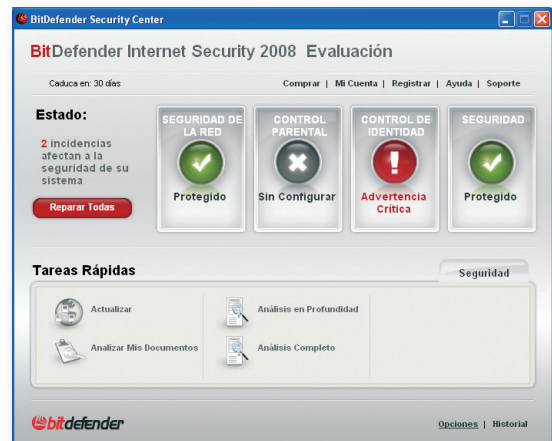 BitDefender Security Center
BitDefender Internet Security 2008 Evaluación
Caduca en: 30 días
Comprar | Mi Cuenta | Registrar | Ayuda | Soporte
Estado:
2 incidencias
afectan a la
seguridad de su
sistema
Reparar Todas
SEGURIDAD DE
LA RED
Protegido
CONTROL
PARENTAL
Sin Configurar
CONTROL DE
IDENTIDAD
Advertencia
Crítica
SEGURIDAD
Protegido
Tareas Rápidas
Seguridad
Actualizar
Análisis en Profundidad
Analizar Mis Documentos
Análisis Completo
bitdefender
Opciones | Historial